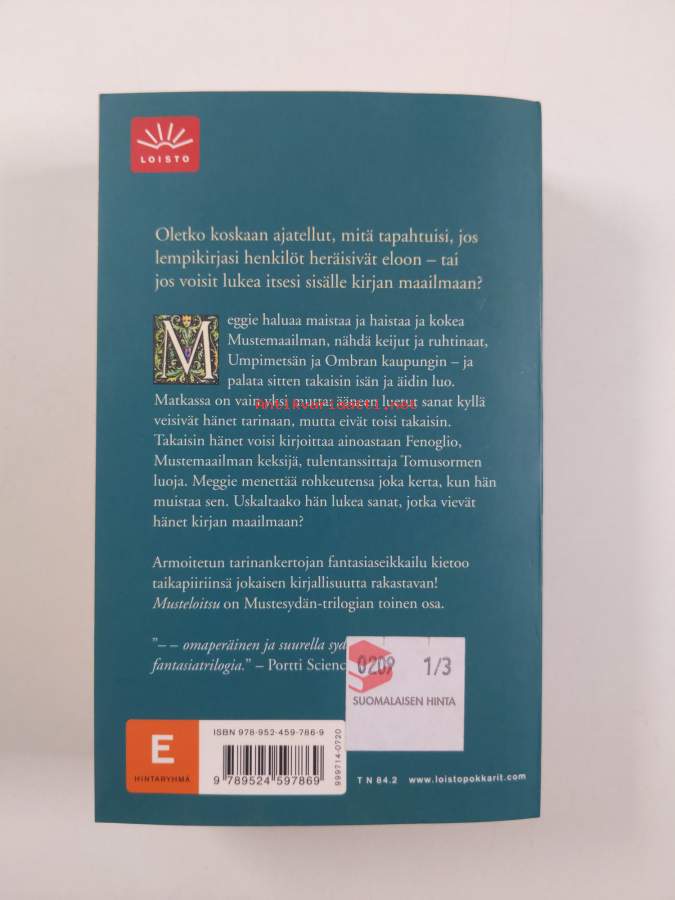 LOISTO
Oletko koskaan ajatellut, mitä tapahtuisi, jos
lempikirjasi henkilöt heräisivät eloon – tai
jos voisit lukea itsesi sisälle kirjan maailmaan?
Meggie haluaa maistaa ja haistaa ja kokea
Mustemaailman, nähdä keijut ja ruhtinaat,
Umpimetsän ja Ombran kaupungin – ja
palata sitten takaisin isän ja äidin luo.
Matkassa on vain yksi mutta: ääneen luetut sanat kyllä
Antikvariaatti.net
veisivät hänet tarinaan, mutta eivät toisi takaisin.
Takaisin hänet voisi kirjoittaa ainoastaan Fenoglio,
Mustemaailman keksijä, tulentanssittaja Tomusormen
luoja. Meggie menettää rohkeutensa joka kerta, kun hän
muistaa sen. Uskaltaako hän lukea sanat, jotka vievät
hänet kirjan maailmaan?
Armoitetun tarinankertojan fantasiaseikkailu kietoo
taikapiiriinsä jokaisen kirjallisuutta rakastavan!
Musteloitsu on Mustesydän-trilogian toinen osa.
"– – omaperäinen ja suurella
fantasiatrilogia." – Portti
0209 1/3
SUOMALAISEN HINTA
E
HINTARYHMÄ
ISBN 978-952-459-786-9
9 789524 597869
999714-0720
T N 84.2 www.loistopokkarit.com